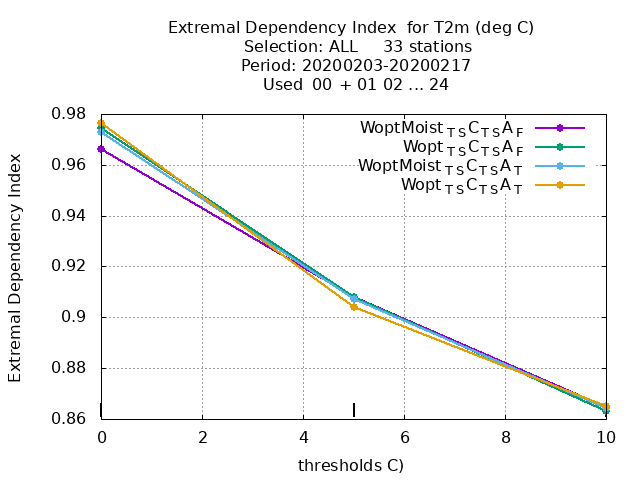 Extremal Dependency Index  for T2m (deg C)
Selection: ALL     33 stations
Period: 20200203-20200217
Used  00  + 01 02 ... 24
Extremal Dependency Index
0.98
0.96
0.94
0.92
0.9
0.88
0.86
WoptMoist TS C TS A F
Wopt TS C TS A F
WoptMoist TS C TS A T
Wopt TS C TS A T
0 2 4 6 8 10
thresholds C)